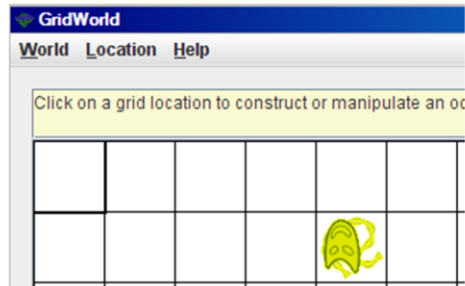 GridWorld
World Location Help
Click on a grid location to construct or manipulate an